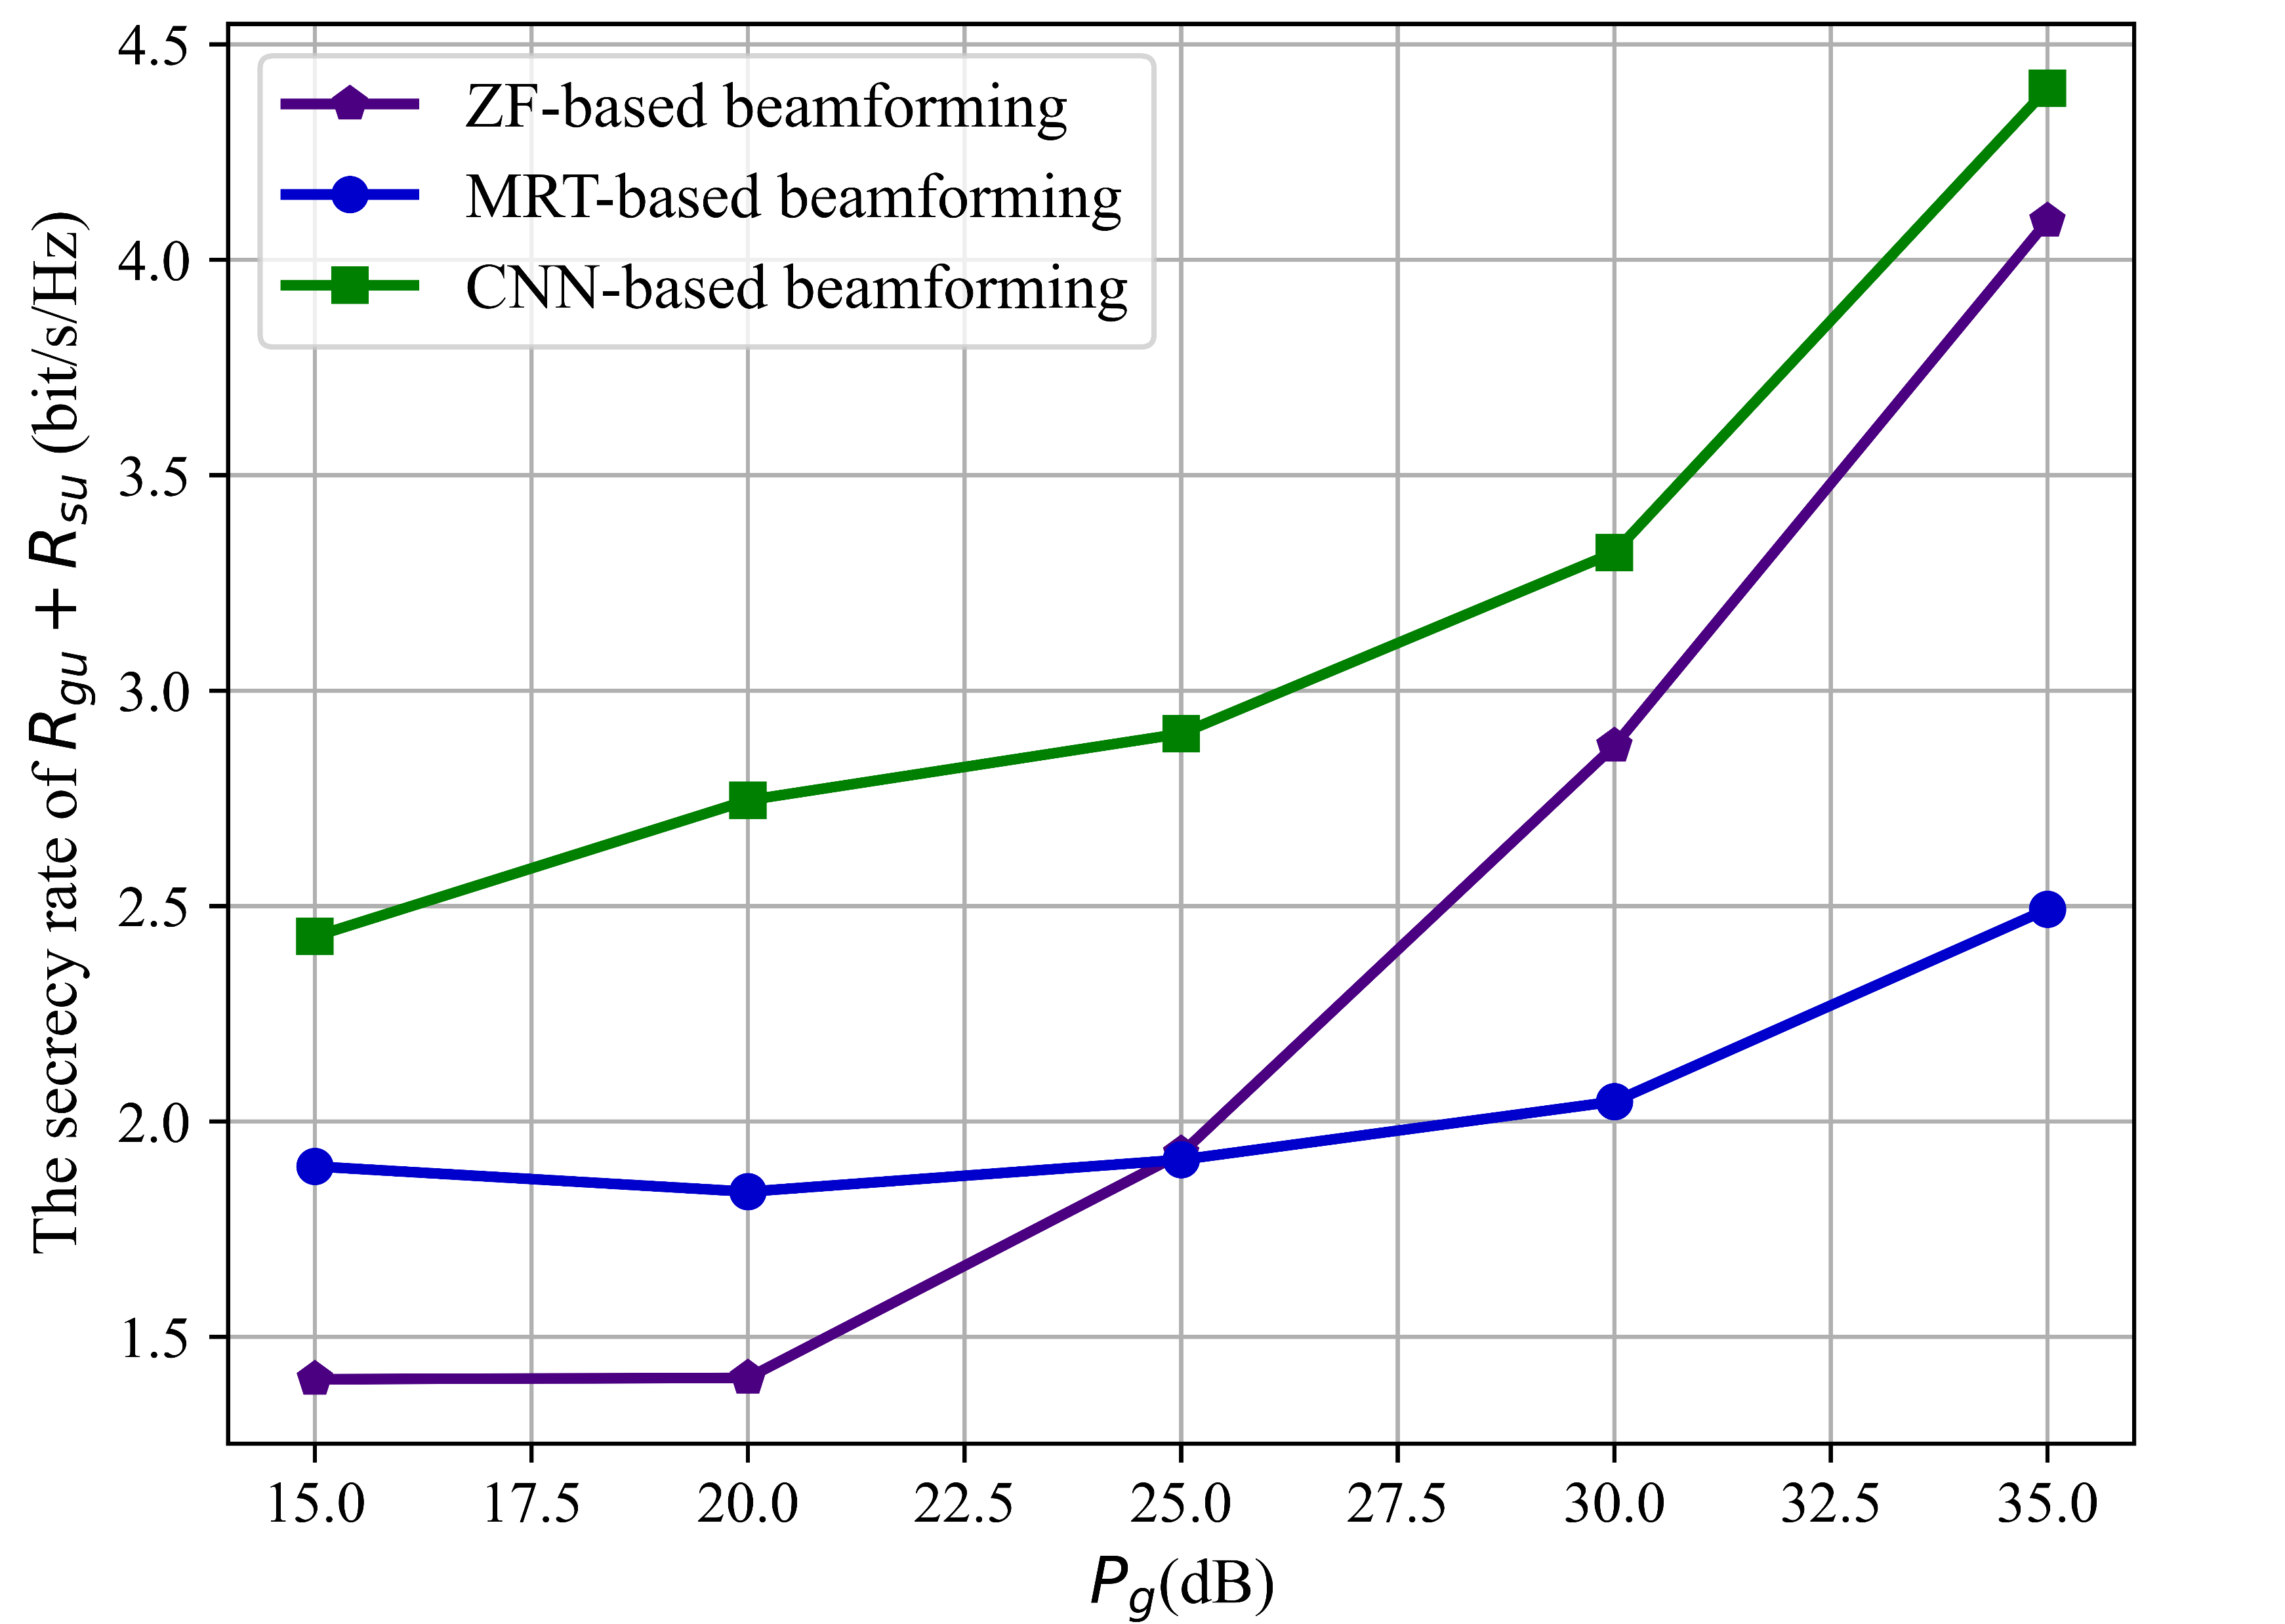 ZF-based beamforming
MRT-based beamforming
CNN-based beamforming
The secrecy rate of R_gu + R_su (bit/s/Hz)
4.5
4.0
3.5
3.0
2.5
2.0
1.5
15.0 17.5 20.0 22.5 25.0 27.5 30.0 32.5 35.0
P_g(dB)